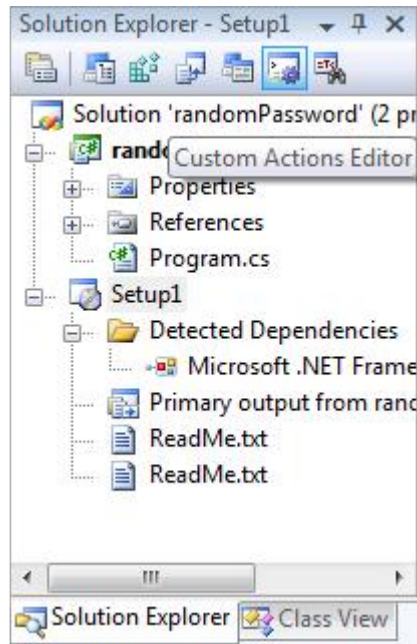 Solution Explorer - Setup1
Solution 'randomPassword' (2 pr
rando
Custom Actions Editor
Properties
References
Program.cs
Setup1
Detected Dependencies
Microsoft .NET Frame
Primary output from rand
ReadMe.txt
ReadMe.txt
Solution Explorer
Class View